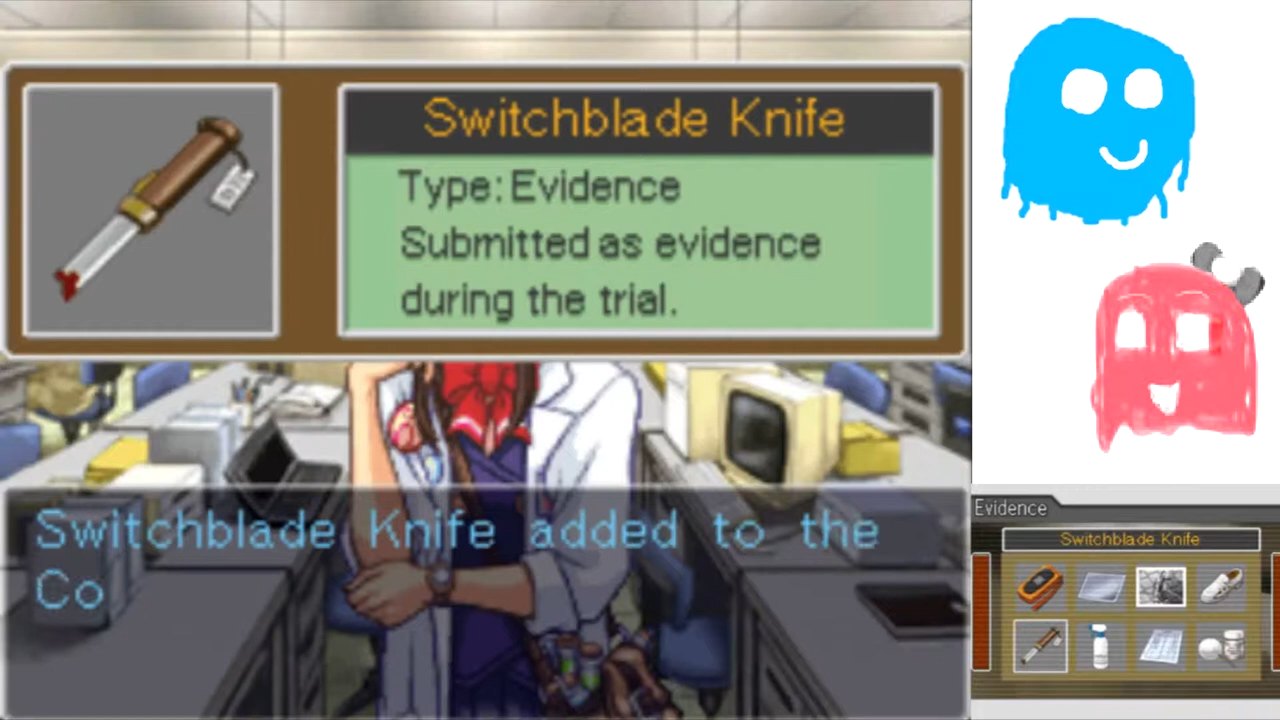 Switchblade Knife
Type: Evidence
Submitted as evidence
during the trial.
Switchblade Knife added to the
Co
Evidence
Switchblade Knife